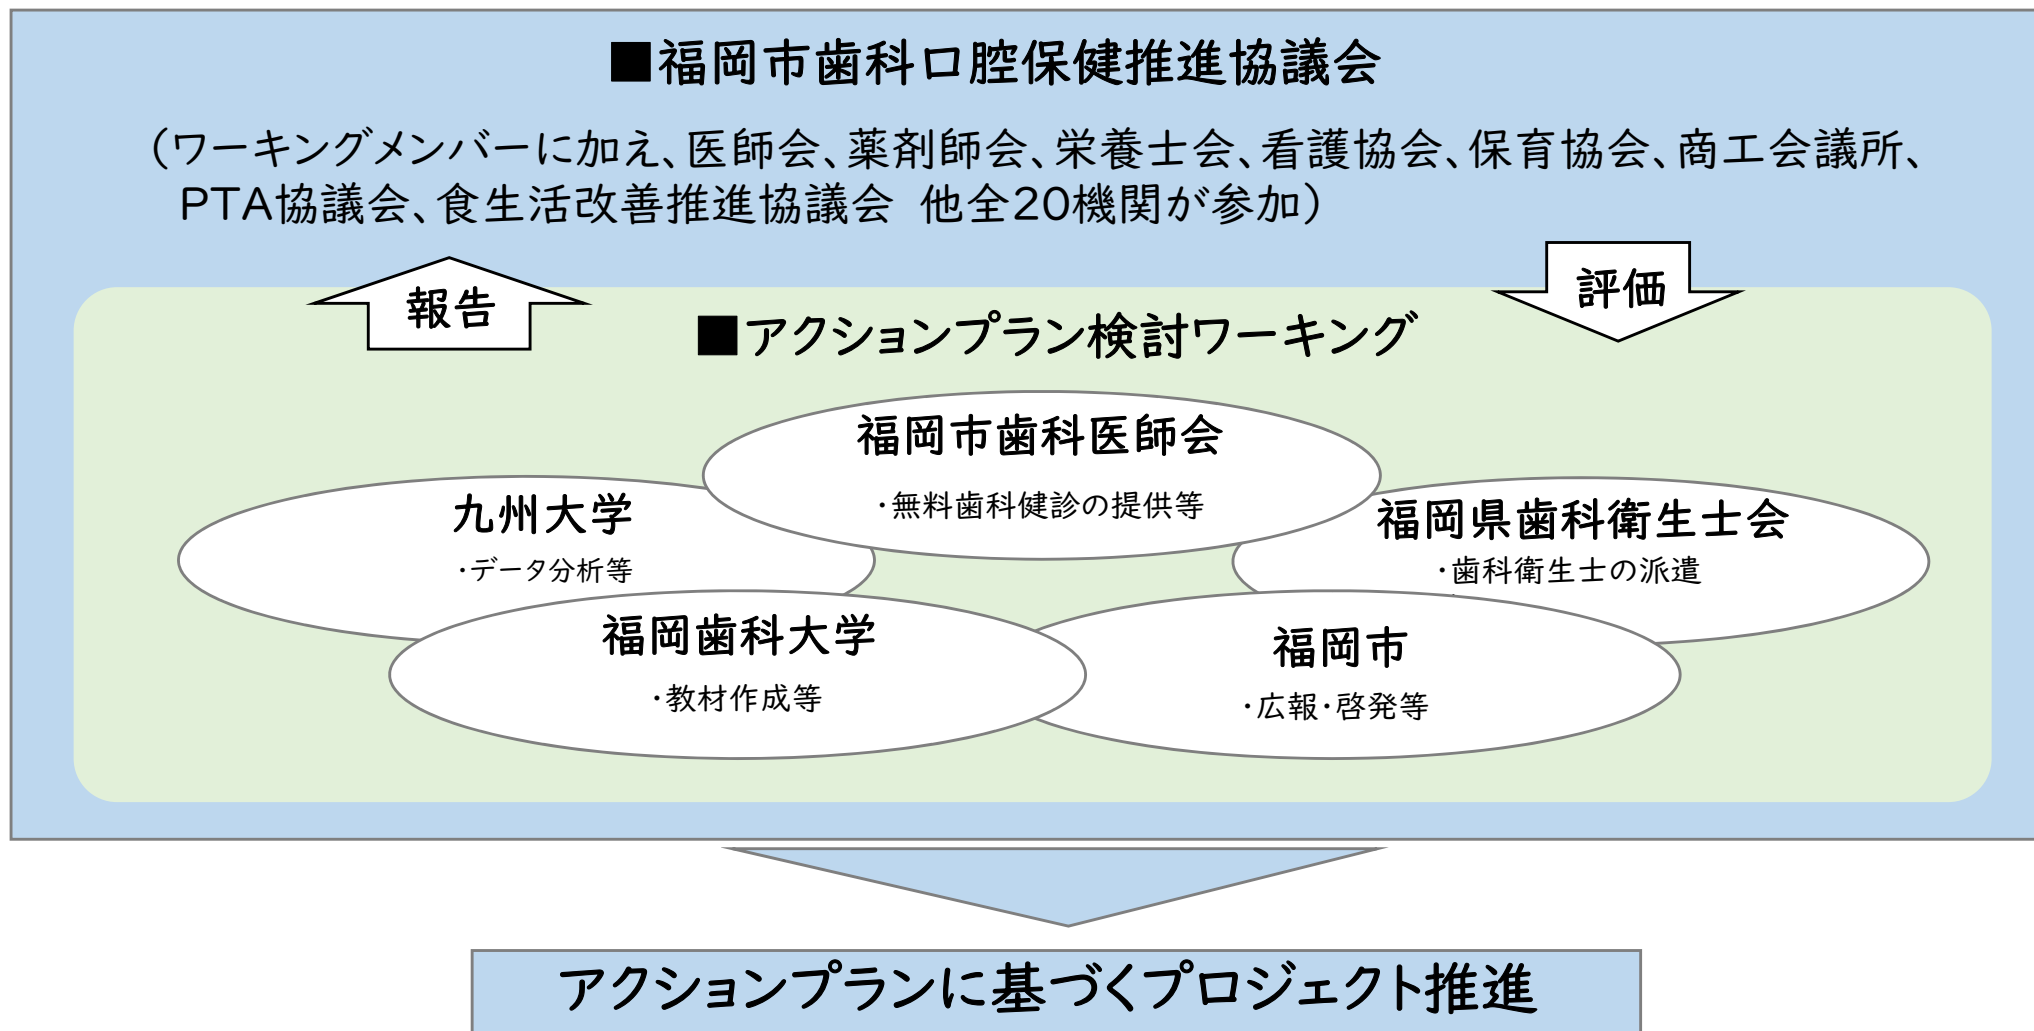 ■福岡市歯科口腔保健推進協議会
（ワーキングメンバーに加え、医師会、薬剤師会、栄養士会、看護協会、保育協会、商工会議所、
PTA協議会、食生活改善推進協議会 他全20機関が参加）
報告
評価
■アクションプラン検討ワーキング
福岡市歯科医師会
・無料歯科健診の提供等
九州大学
・データ分析等
福岡県歯科衛生士会
・歯科衛生士の派遣
福岡歯科大学
・教材作成等
福岡市
・広報・啓発等
アクションプランに基づくプロジェクト推進